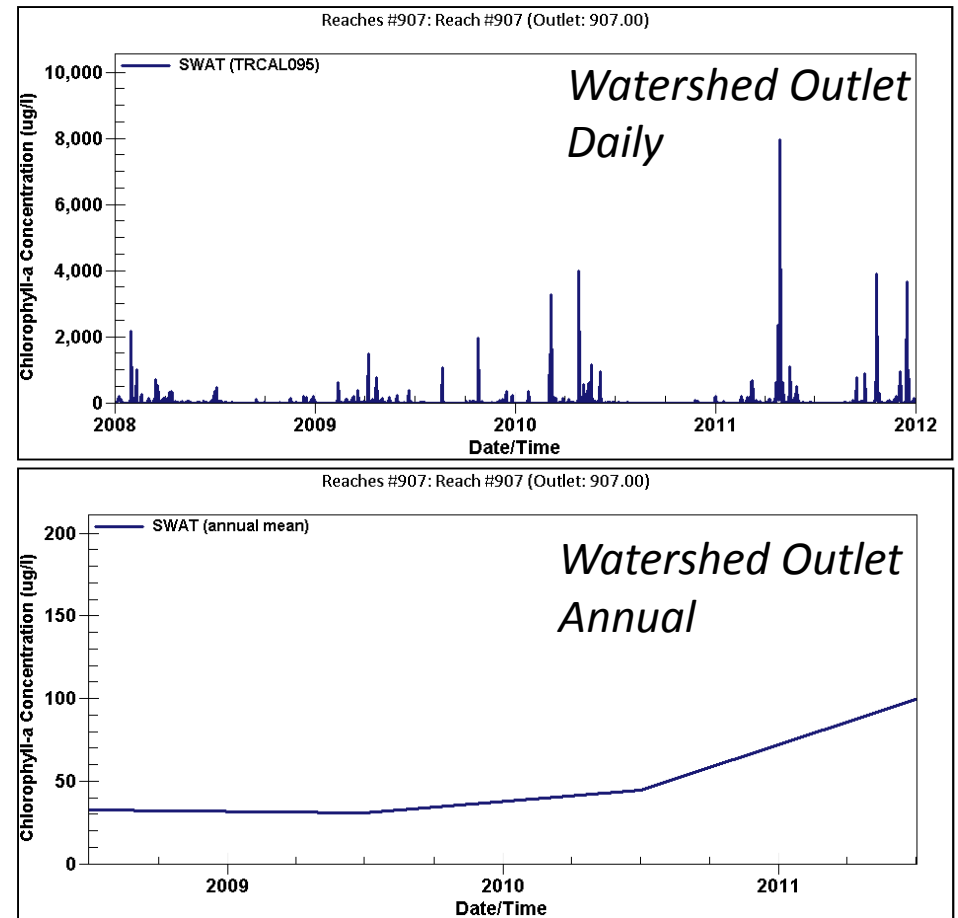 Reaches #907: Reach #907 (Outlet: 907.00)
SWAT (TRCAL095)
Watershed Outlet
Daily
Chlorophyll-a Concentration (ug/l)
10,000
8,000
6,000
4,000
2,000
0
2008 2009 2010 2011 2012
Date/Time
Reaches #907: Reach #907 (Outlet: 907.00)
SWAT (annual mean)
Watershed Outlet
Annual
Chlorophyll-a Concentration (ug/l)
200
150
100
50
0
2009 2010 2011
Date/Time